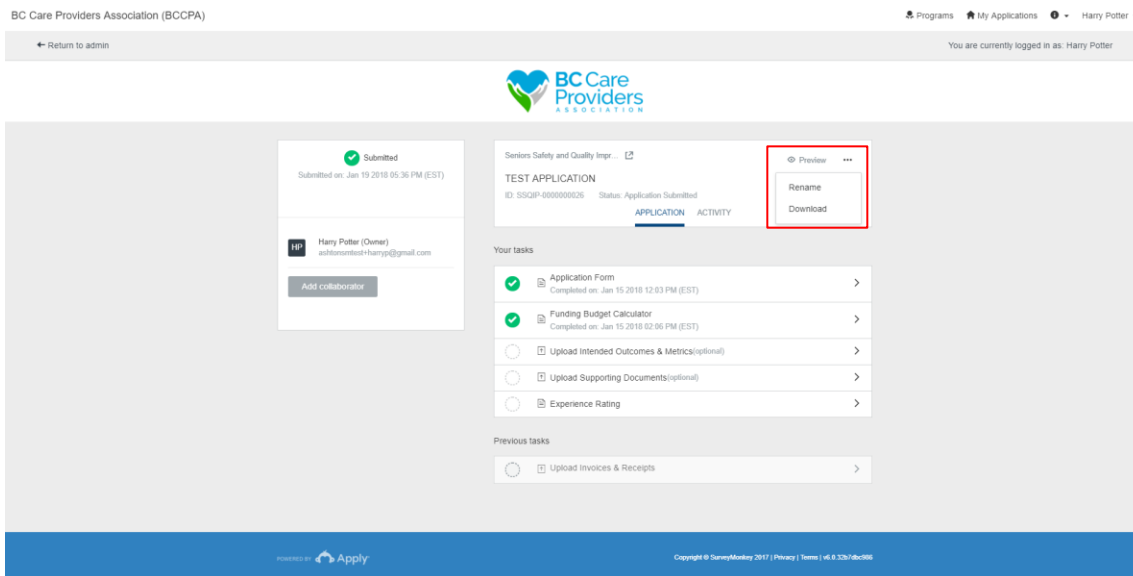 BC Care Providers Association (BCCPA)
Programs My Applications Harry Potter
Return to admin
You are currently logged in as: Harry Potter
BC Care
Providers
ASSOCIATION
Submitted
Submitted on: Jan 19 2018 05:36 PM (EST)
HP
Harry Potter (Owner)
ashtonsmtest+harryp@gmail.com
Add collaborator
Seniors Safety and Quality Impr...
Preview ...
TEST APPLICATION
ID: SSQIP-0000000026 Status: Application Submitted
APPLICATION ACTIVITY
Rename
Download
Your tasks
Application Form
Completed on: Jan 15 2018 12:03 PM (EST)
Funding Budget Calculator
Completed on: Jan 15 2018 02:06 PM (EST)
Upload Intended Outcomes & Metrics(optional)
Upload Supporting Documents(optional)
Experience Rating
Previous tasks
Upload Invoices & Receipts
POWERED BY Apply
Copyright © SurveyMonkey 2017 | Privacy | Terms | v6.0.32b7dbc986